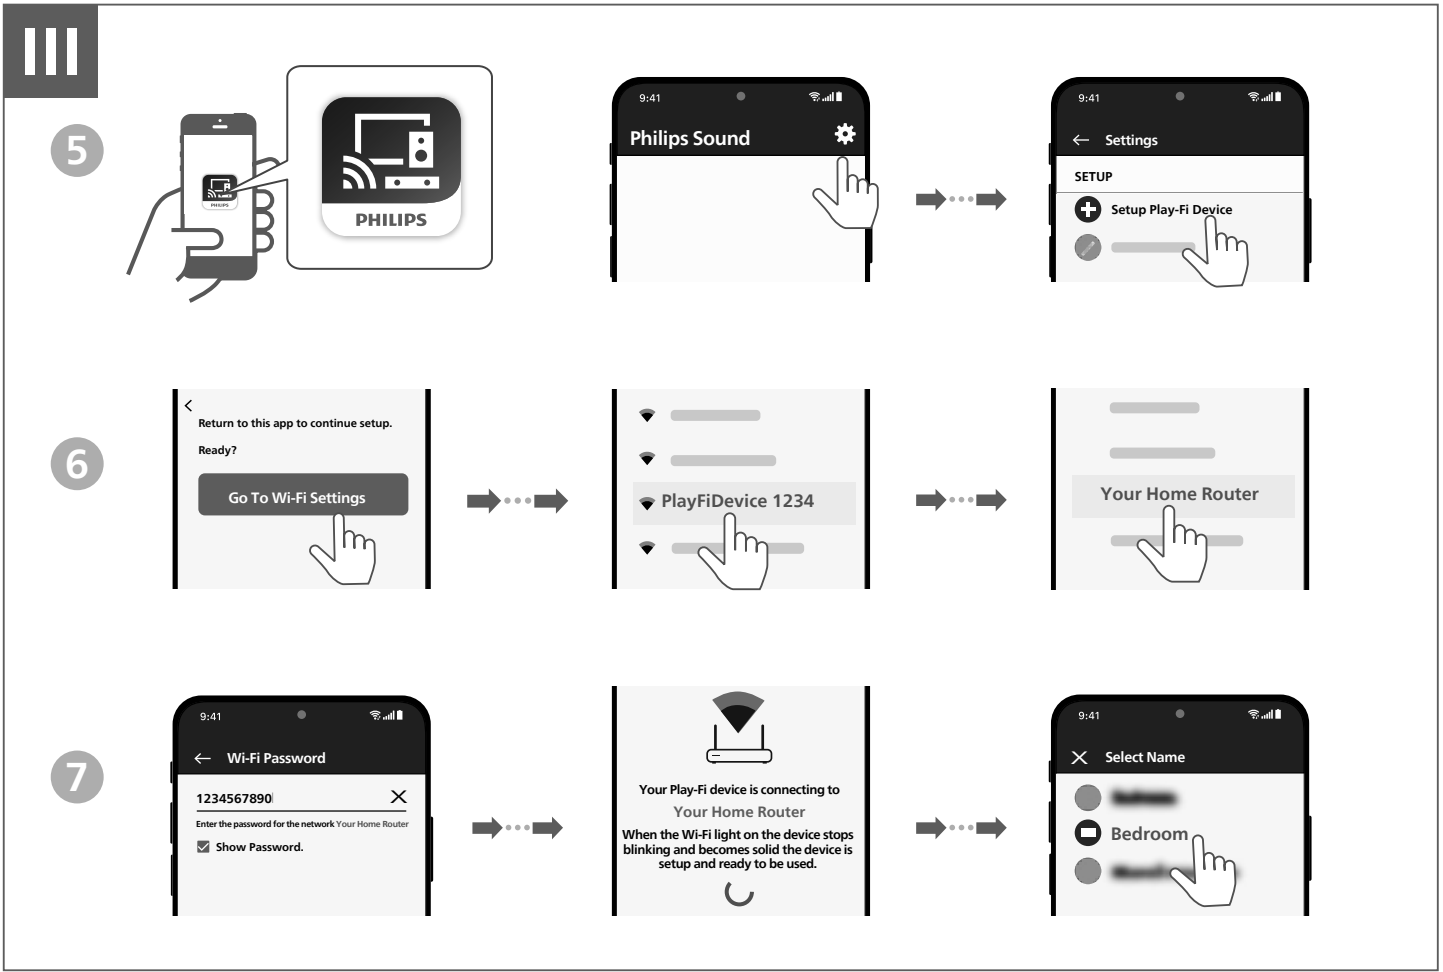 III
5
PHILIPS
PHILIPS
9:41
Philips Sound
9:41
Settings
SETUP
Setup Play-Fi Device
6
Return to this app to continue setup.
Ready?
Go To Wi-Fi Settings
PlayFiDevice 1234
Your Home Router
7
9:41
Wi-Fi Password
1234567890
Enter the password for the network Your Home Router
Show Password.
Your Play-Fi device is connecting to
Your Home Router
When the Wi-Fi light on the device stops
blinking and becomes solid the device is
setup and ready to be used.
9:41
Select Name
Bedroom